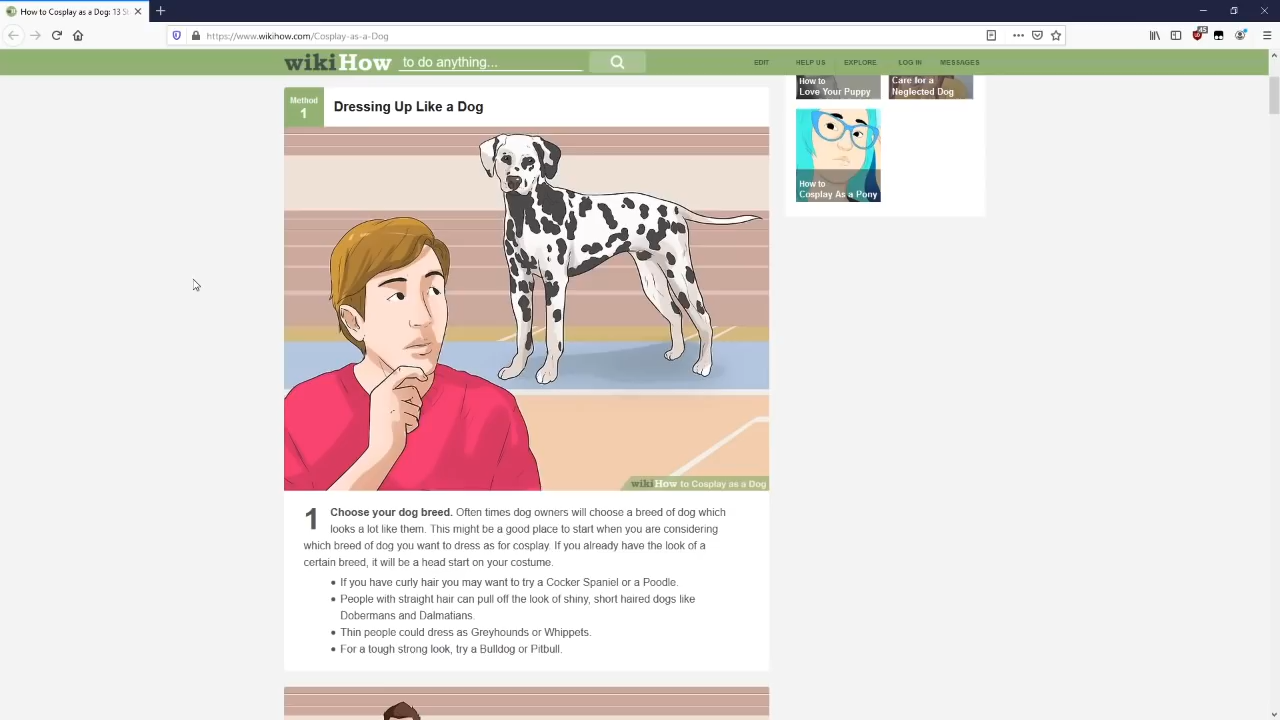 How to Cosplay as a Dog: 13 St
https://www.wikihow.com/Cosplay-as-a-Dog
wikiHow to do anything...
EDIT HELP US EXPLORE LOG IN MESSAGES
How to
Love Your Puppy
Care for a
Neglected Dog
How to
Cosplay As a Pony
Method
1
Dressing Up Like a Dog
wikiHow to Cosplay as a Dog
1 Choose your dog breed. Often times dog owners will choose a breed of dog which
looks a lot like them. This might be a good place to start when you are considering
which breed of dog you want to dress as for cosplay. If you already have the look of a
certain breed, it will be a head start on your costume.
If you have curly hair you may want to try a Cocker Spaniel or a Poodle.
People with straight hair can pull off the look of shiny, short haired dogs like
Dobermans and Dalmatians.
Thin people could dress as Greyhounds or Whippets.
For a tough strong look, try a Bulldog or Pitbull.